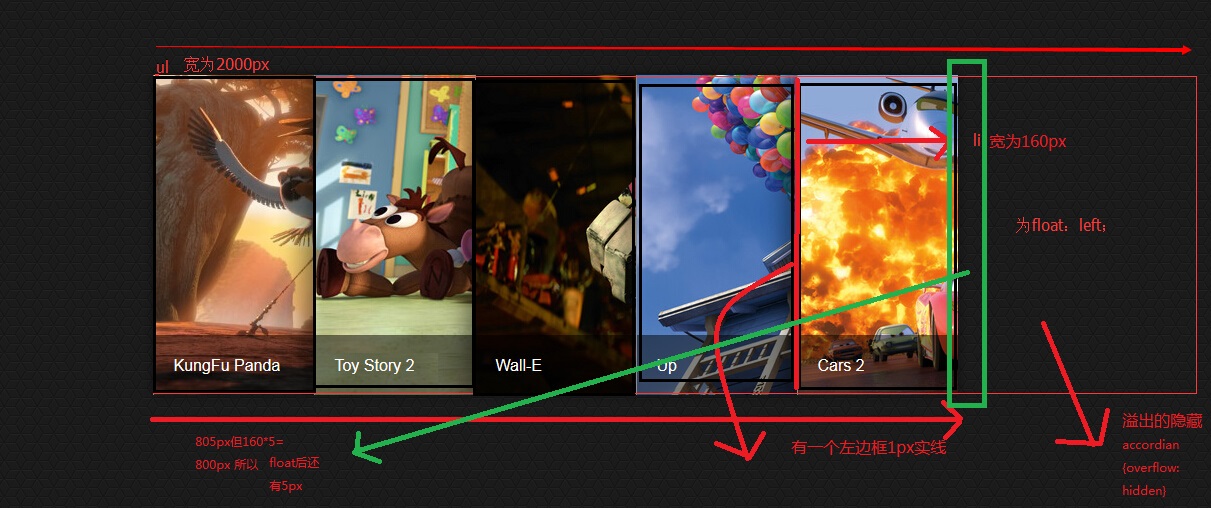 ul 宽为2000px
li 宽为160px
为float：left；
KungFu Panda
Toy Story 2
Wall-E
Up
Cars 2
805px但160*5=
800px 所以
float后还
有5px
有一个左边框1px实线
溢出的隐藏
accordian
(overflow:
hidden)